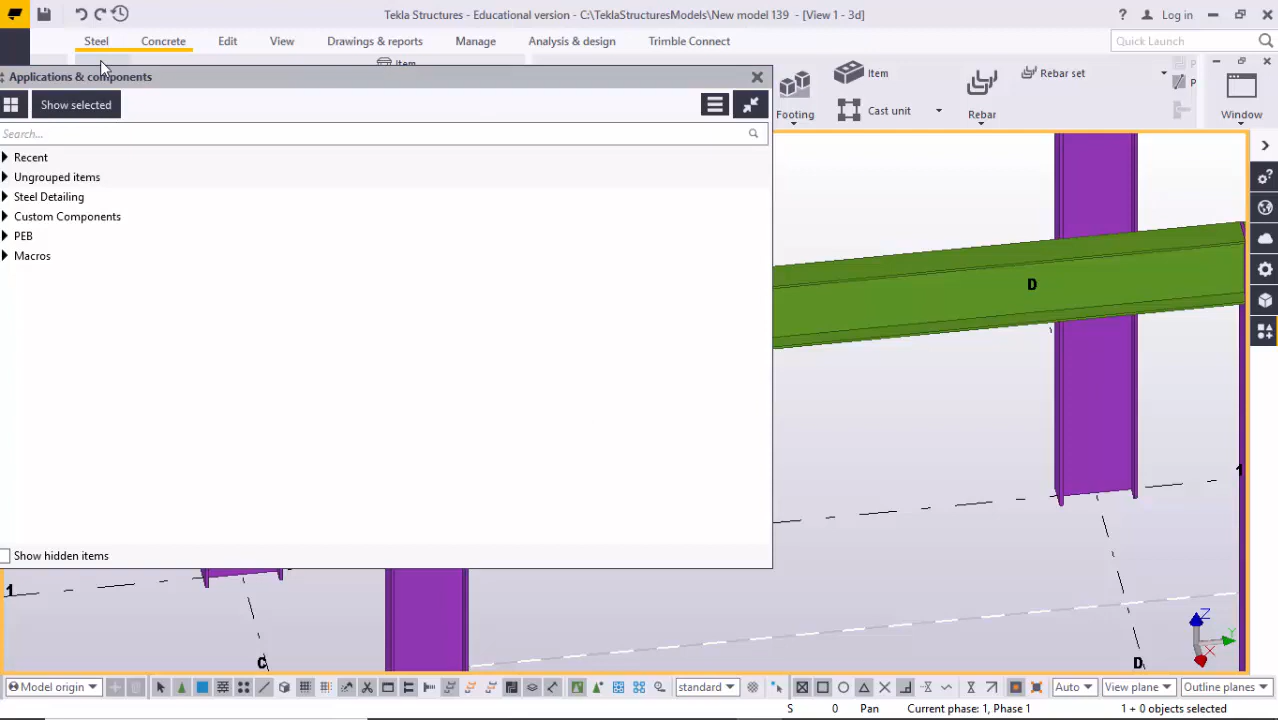 Tekla Structures - Educational version - C:\TeklaStructuresModels\New model 139 - [View 1 - 3d]
? Log in
Steel Concrete Edit View Drawings & reports Manage Analysis & design Trimble Connect
Quick Launch
Item
Applications & components
Show selected
Search...
Recent
Ungrouped items
Steel Detailing
Custom Components
PEB
Macros
Show hidden items
Footing
Item
Cast unit
Rebar
Rebar set
Window
D
1
1
C
D
Z
Y
X
Model origin
standard
Auto
View plane
Outline planes
S 0 Pan Current phase: 1, Phase 1 1 + 0 objects selected